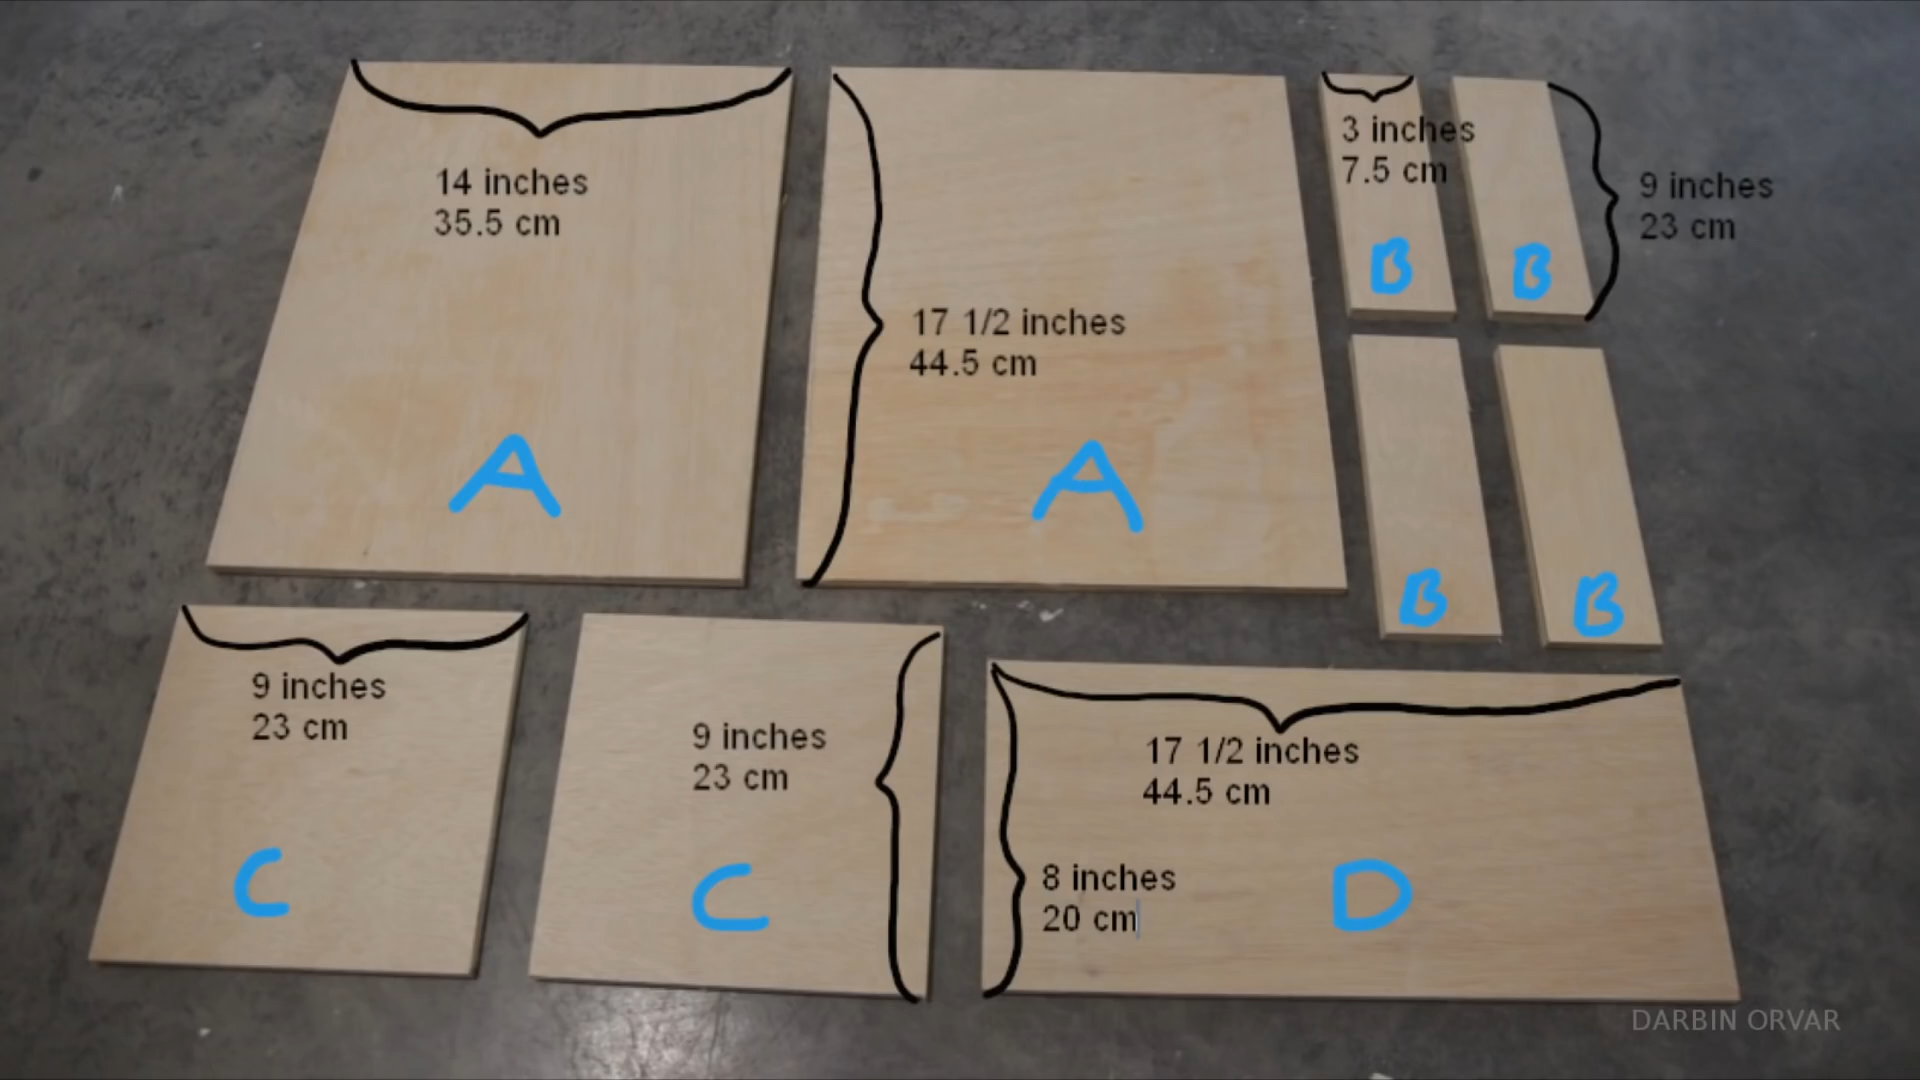 14 inches
35.5 cm
A
17 1/2 inches
44.5 cm
A
3 inches
7.5 cm
B
B
9 inches
23 cm
B
B
9 inches
23 cm
C
9 inches
23 cm
C
17 1/2 inches
44.5 cm
8 inches
20 cm
D
DARBIN ORVAR